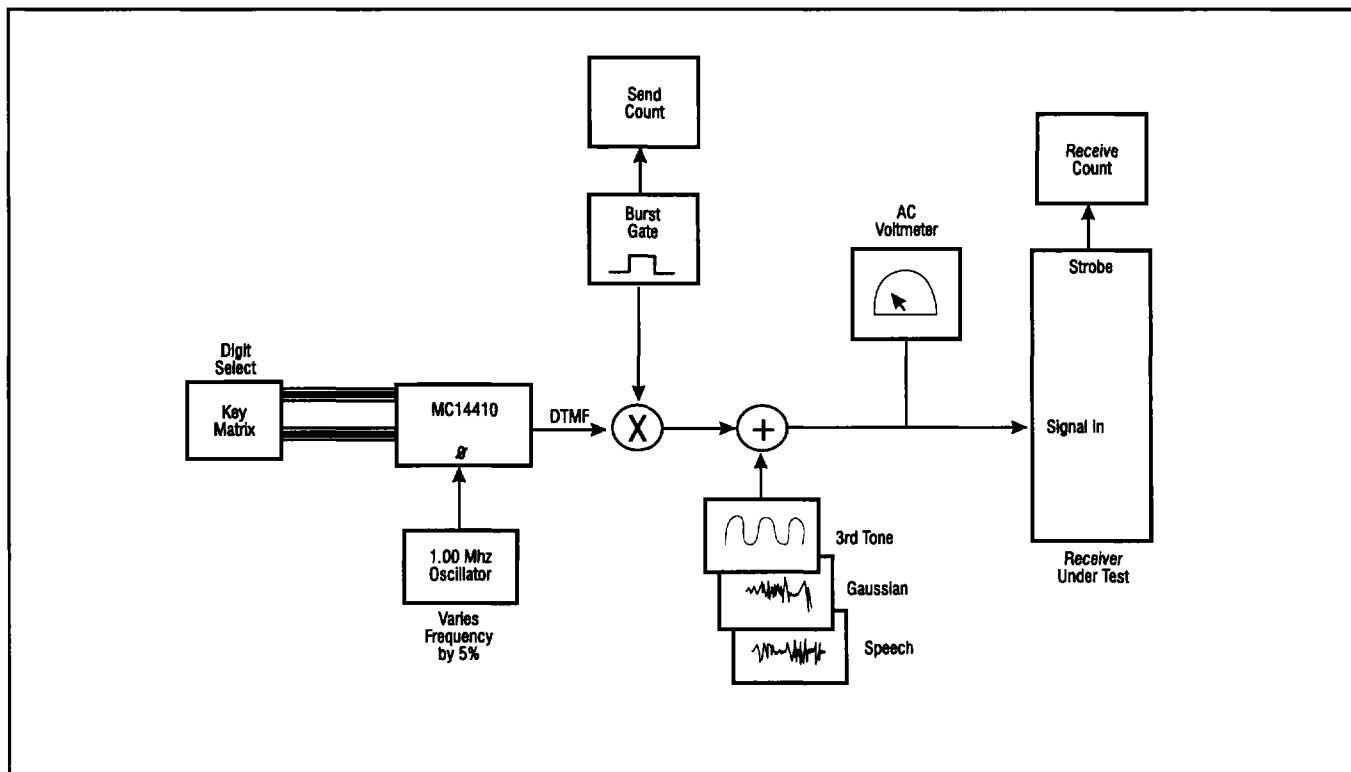 Send
Count
Burst
Gate
Receive
Count
AC
Voltmeter
Strobe
Digit
Select
Key
Matrix
MC14410
ø
DTMF
X
+
Signal In
1.00 Mhz
Oscillator
Varies
Frequency
by 5%
3rd Tone
Gaussian
Speech
Receiver
Under Test